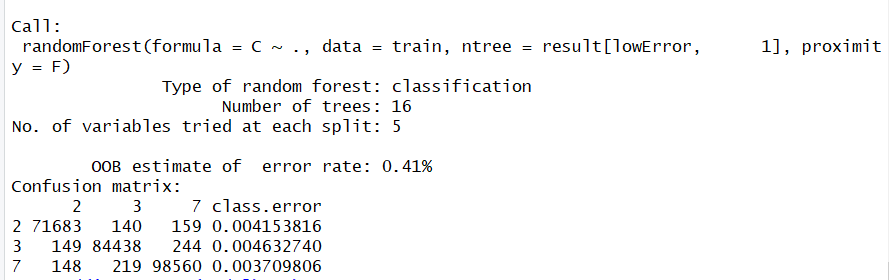 Call:
 randomForest(formula = C ~ ., data = train, ntree = result[lowError,      1], proximit
y = F)
               Type of random forest: classification
                     Number of trees: 16
No. of variables tried at each split: 5
        OOB estimate of  error rate: 0.41%
Confusion matrix:
      2     3     7 class.error
2 71683   140   159 0.004153816
3   149 84438   244 0.004632740
7   148   219 98560 0.003709806